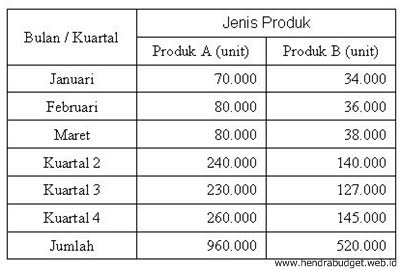 Bulan / Kuartal Jenis Produk
Produk A (unit) Produk B (unit)
Januari 70.000 34.000
Februari 80.000 36.000
Maret 80.000 38.000
Kuartal 2 240.000 140.000
Kuartal 3 230.000 127.000
Kuartal 4 260.000 145.000
Jumlah 960.000 520.000
www.hendrabudget.web.id